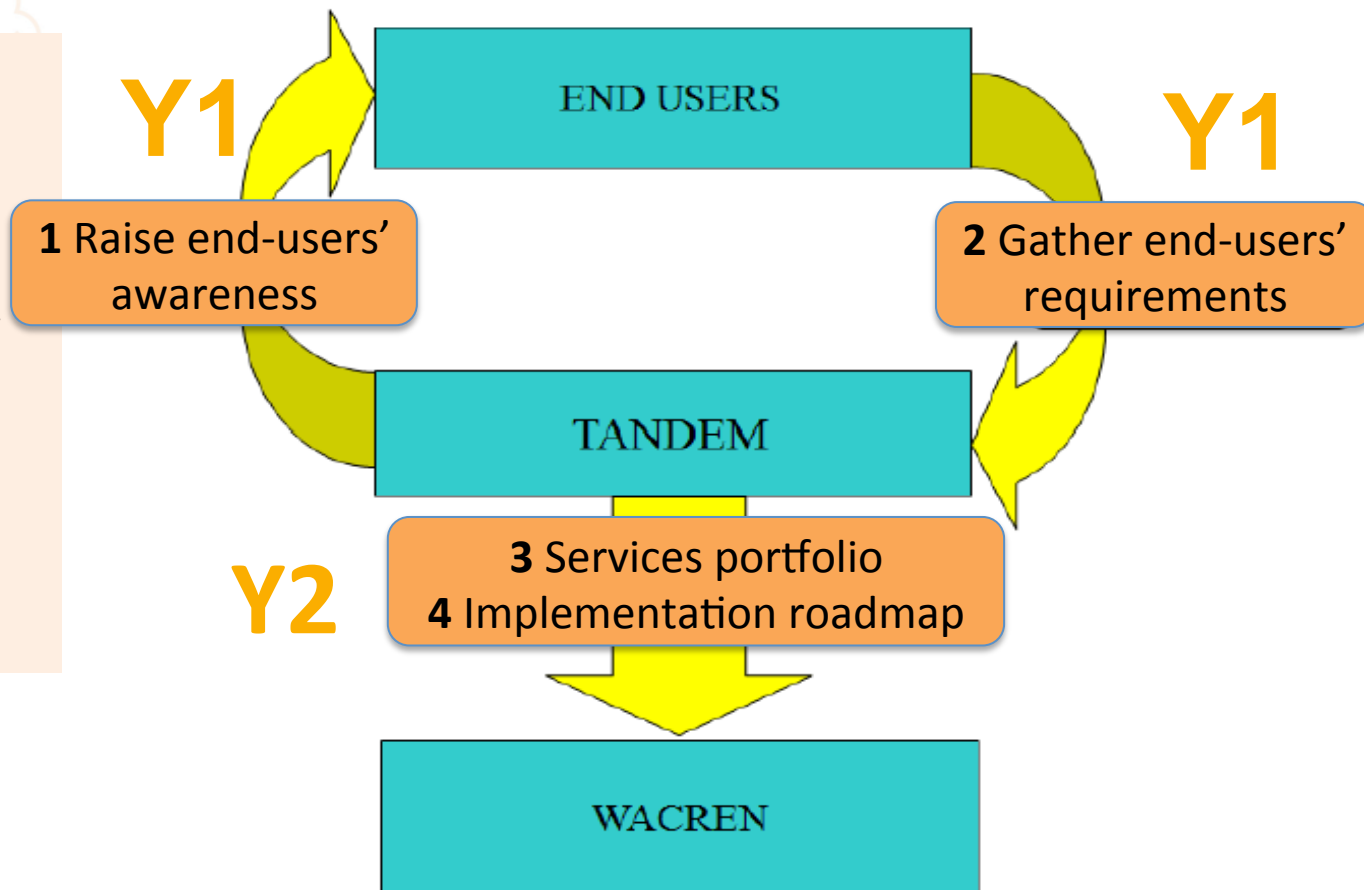 END USERS
Y1
Y1
1 Raise end-users’
awareness
2 Gather end-users’
requirements
TANDEM
Y2
3 Services portfolio
4 Implementation roadmap
WACREN